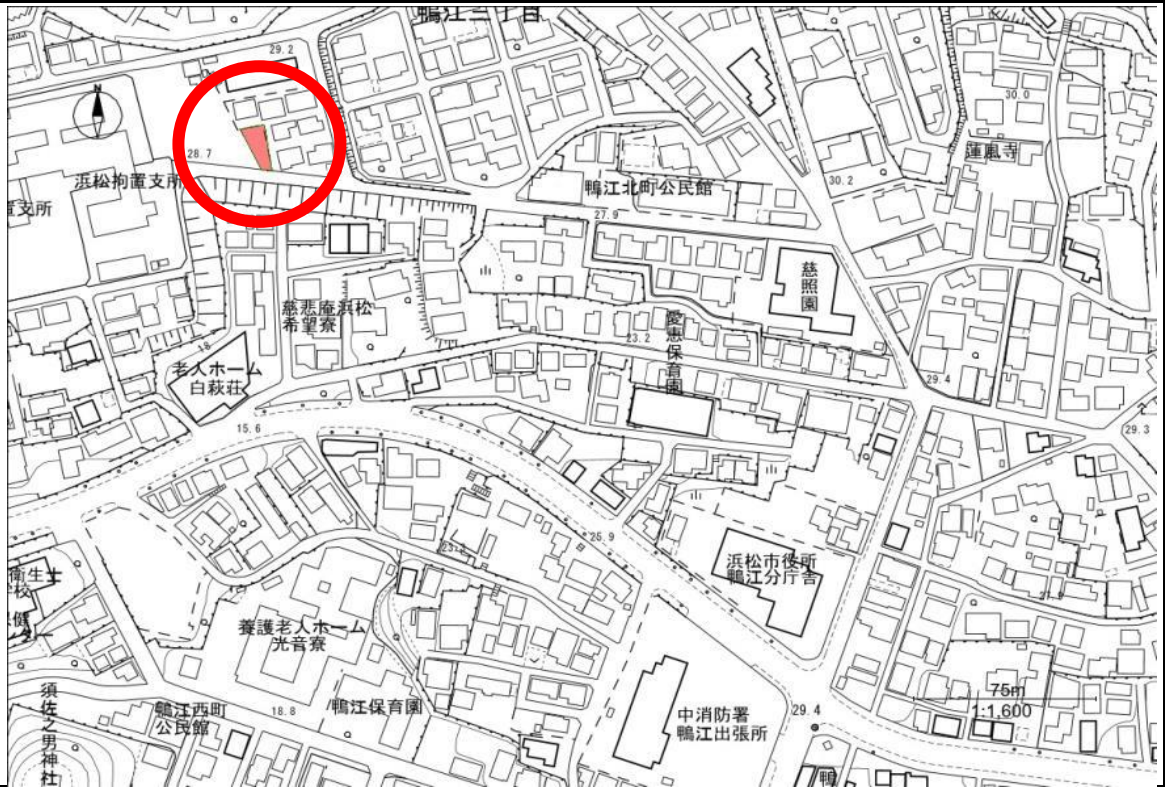 鴨江三丁目
29.2
30.0
N
28.7
浜松拘置支所
置支所
蓮風寺
30.2
鴨江北町公民館
27.9
慈照園
慈悲庵浜松
希望寮
愛恵保育園
23.2
18
老人ホーム
白萩荘
29.4
15.6
29.3
25.9
浜松市役所
鴨江分庁舎
衛生士
養護老人ホーム
光音寮
75m
1:1,600
須佐之男神社
鴨江西町
公民館
18.8
鴨江保育園
中消防署
鴨江出張所
29.4
鴨